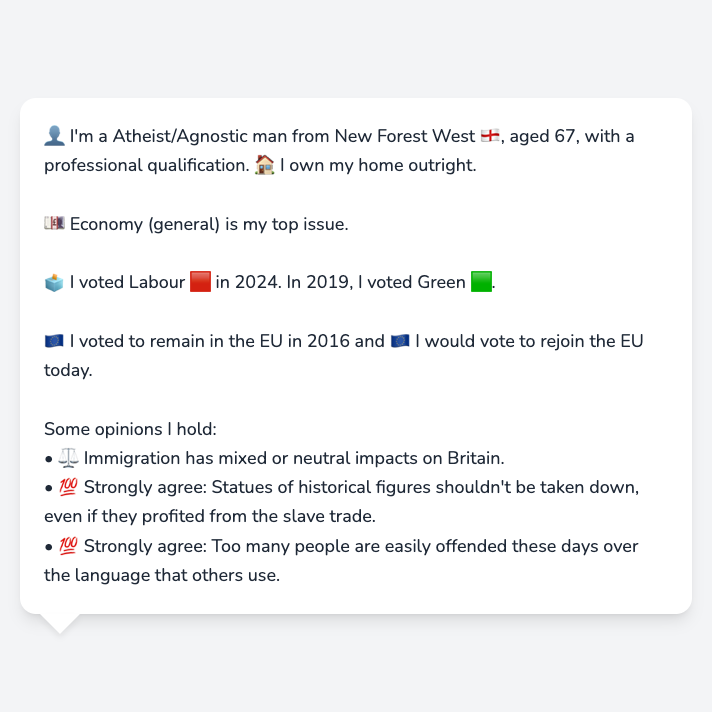 👤 I'm a Atheist/Agnostic man from New Forest West 🏴󠁧󠁢󠁥󠁮󠁧󠁿, aged 67, with a
professional qualification. 🏠 I own my home outright.
💷 Economy (general) is my top issue.
🗳️ I voted Labour 🟥 in 2024. In 2019, I voted Green 🟩.
🇪🇺 I voted to remain in the EU in 2016 and 🇪🇺 I would vote to rejoin the EU
today.
Some opinions I hold:
• ⚖️ Immigration has mixed or neutral impacts on Britain.
• 💯 Strongly agree: Statues of historical figures shouldn't be taken down,
even if they profited from the slave trade.
• 💯 Strongly agree: Too many people are easily offended these days over
the language that others use.